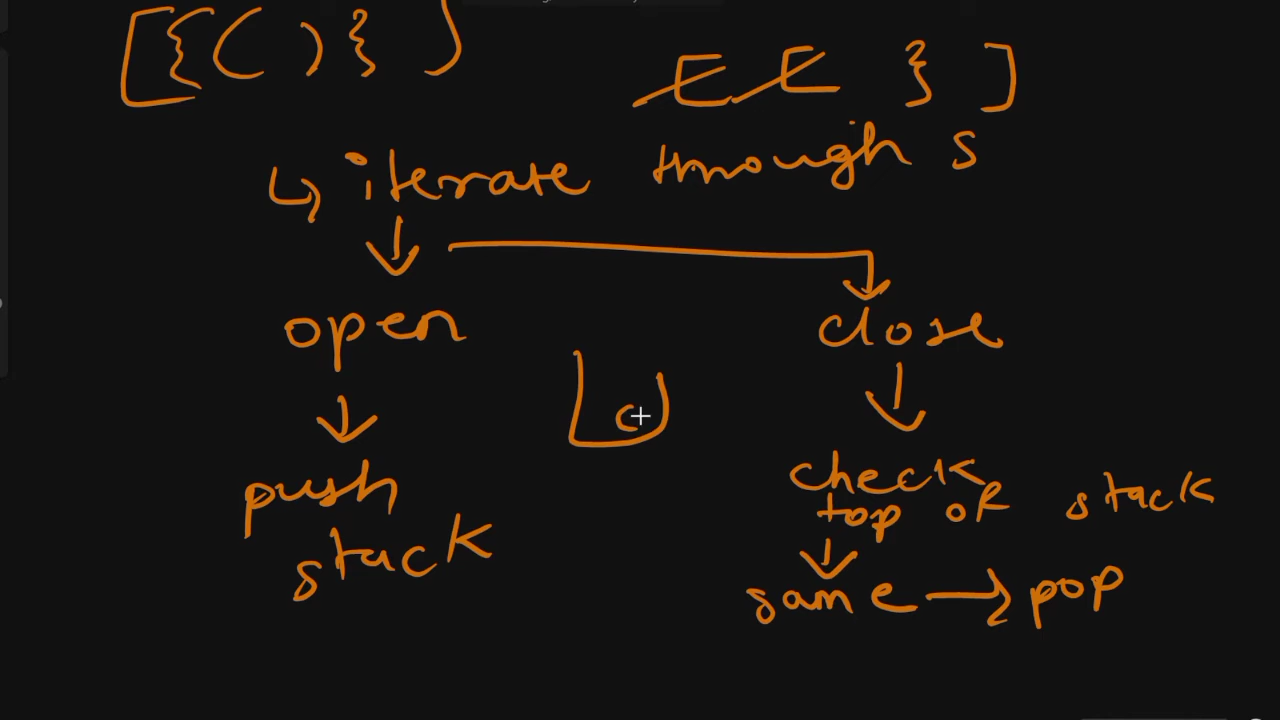 [{()}]
[[}]
↳ iterate through s
open
close
c
push
stack
check
top of stack
same → pop